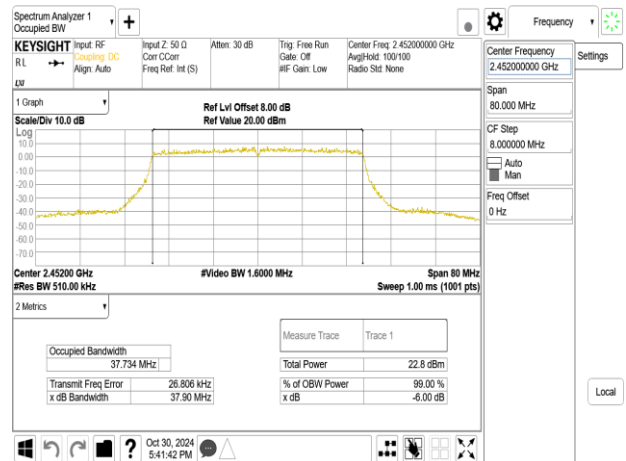 Spectrum Analyzer 1
Occupied BW
Frequency
KEYSIGHT
RL
Input: RF
Coupling: DC
Align: Auto
Input Z: 50 Ω
Corr CCorr
Freq Ref: Int (S)
Atten: 30 dB
Trig: Free Run
Gate: Off
#IF Gain: Low
Center Freq: 2.452000000 GHz
Avg|Hold: 100/100
Radio Std: None
Center Frequency
2.452000000 GHz
Settings
Span
80.000 MHz
CF Step
8.000000 MHz
Auto
Man
Freq Offset
0 Hz
Local
1 Graph
Scale/Div 10.0 dB
Ref Lvl Offset 8.00 dB
Ref Value 20.00 dBm
Log
10.0
0.00
-10.0
-20.0
-30.0
-40.0
-50.0
-60.0
-70.0
Center 2.45200 GHz
#Video BW 1.6000 MHz
Span 80 MHz
#Res BW 510.00 kHz
Sweep 1.00 ms (1001 pts)
2 Metrics
Measure Trace
Trace 1
Occupied Bandwidth
37.734 MHz
Total Power
22.8 dBm
Transmit Freq Error
26.806 kHz
% of OBW Power
99.00 %
x dB Bandwidth
37.90 MHz
x dB
-6.00 dB
?
Oct 30, 2024
5:41:42 PM